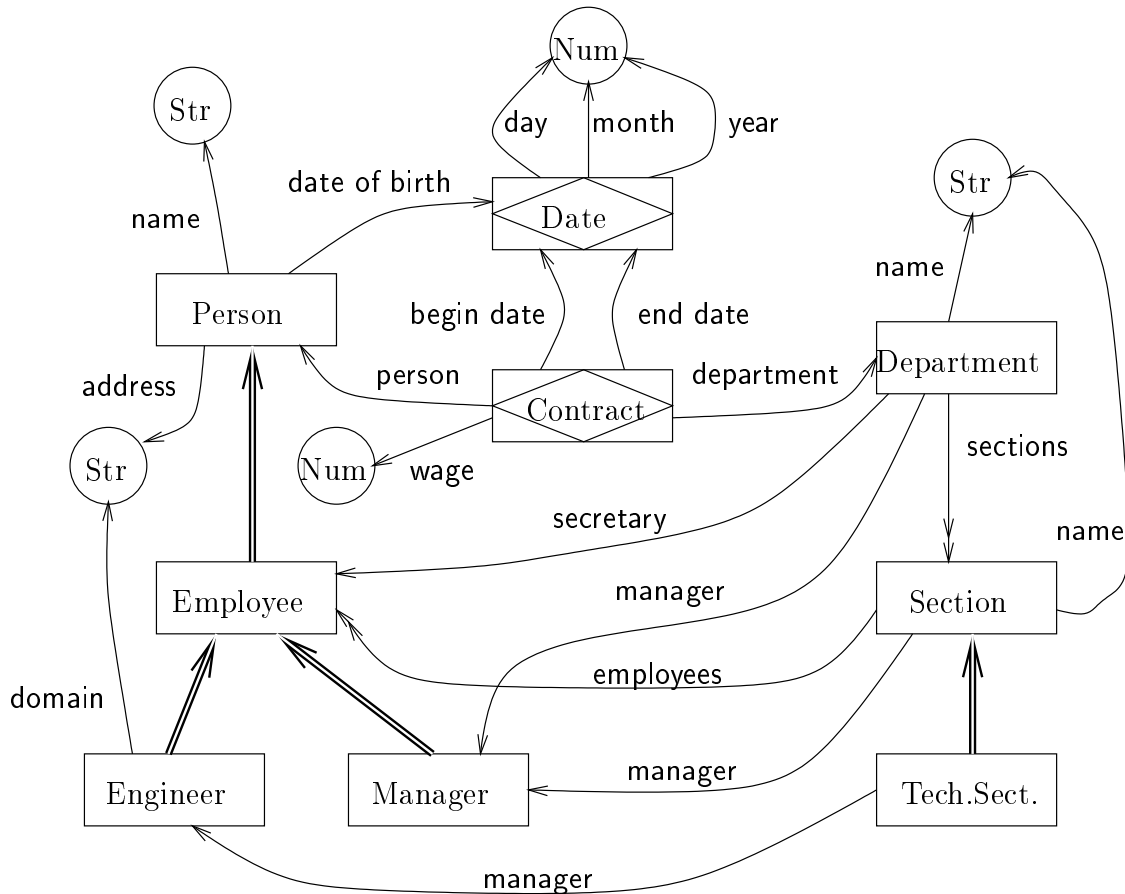 Num
Str
day
month
year
date of birth
Str
name
Date
name
Person
begin date
end date
Department
address
person
department
Contract
sections
Str
Num
wage
secretary
name
manager
Employee
Section
employees
domain
manager
Engineer
Manager
Tech.Sect.
manager